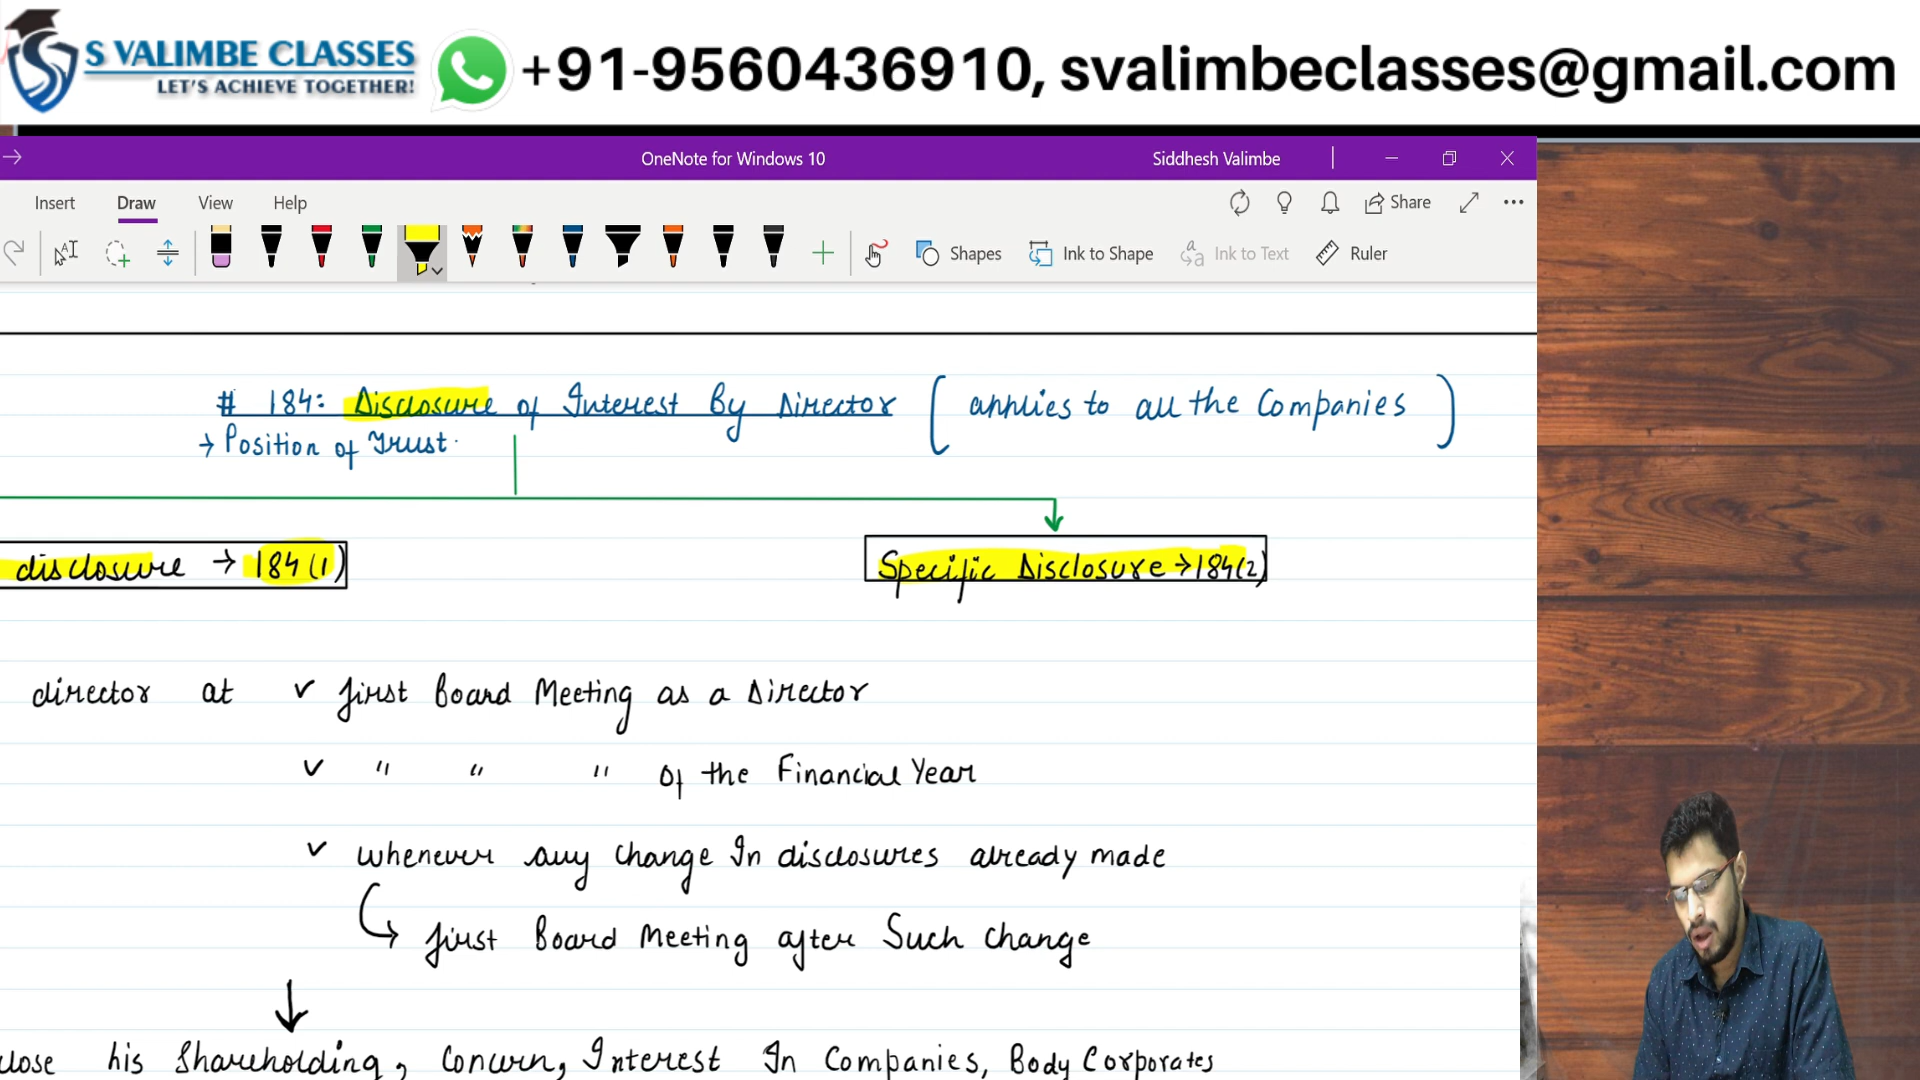 S VALIMBE CLASSES
LET'S ACHIEVE TOGETHER!
+91-9560436910, svalimbeclasses@gmail.com
OneNote for Windows 10
Siddhesh Valimbe
Insert Draw View Help
Share
Shapes Ink to Shape Ink to Text Ruler
# 184: Disclosure of Interest By Director ( applies to all the Companies )
→ Position of Trust.
disclosure → 184(1)
Specific Disclosure → 184(2)
director at ✓ first Board Meeting as a Director
✓ " " " of the Financial Year
✓ whenever any change In disclosures already made
↳ first Board Meeting after Such change
his Shareholding, Concern, Interest In Companies, Body Corporates